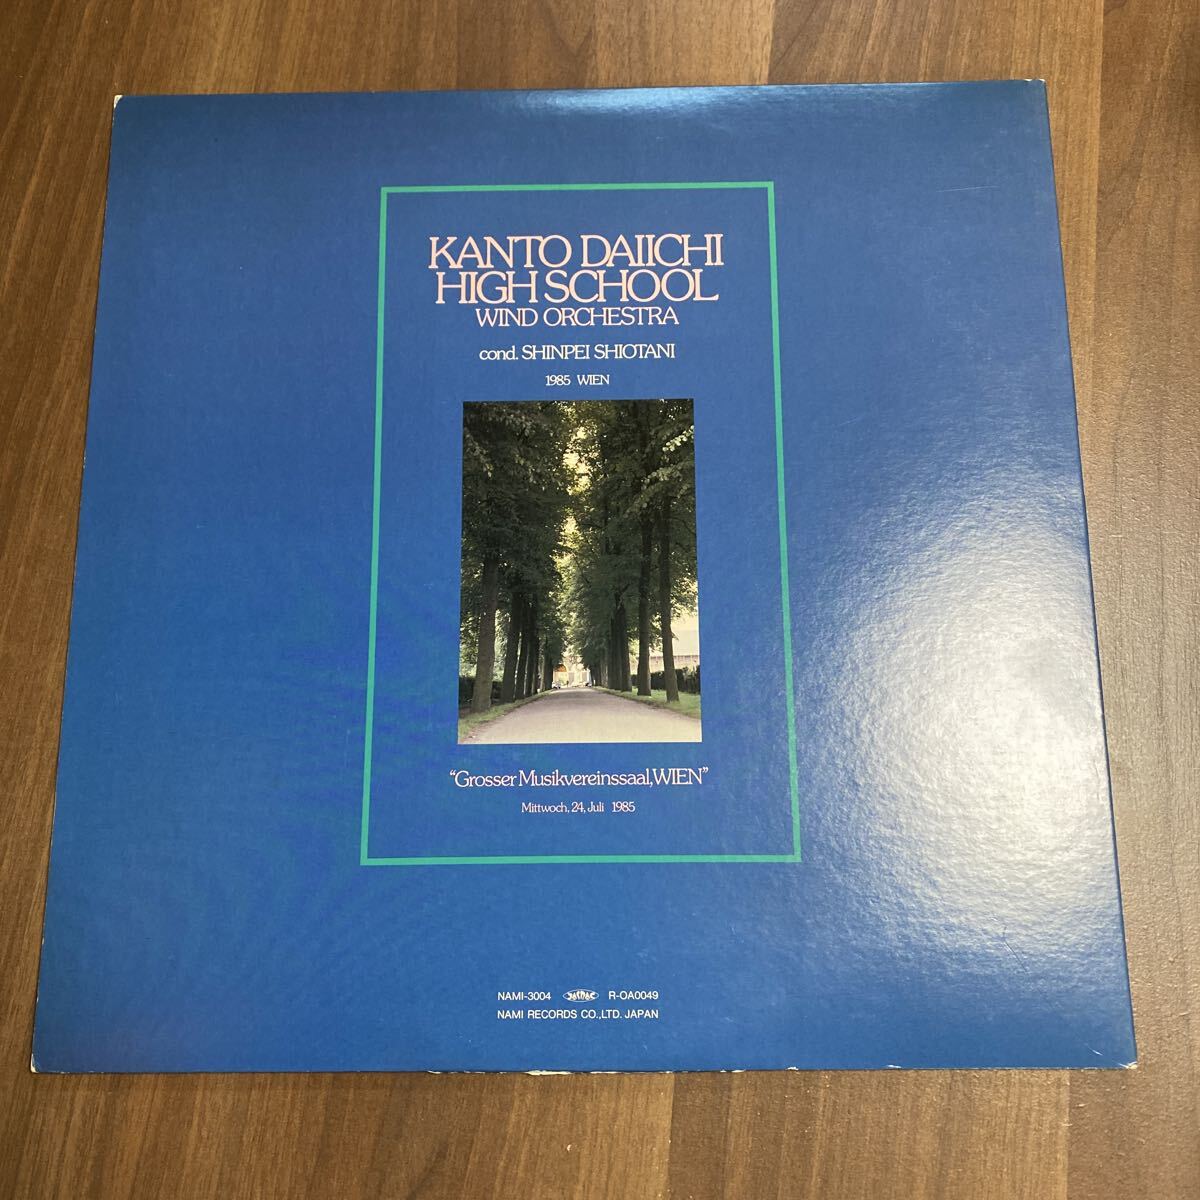 KANTO DAIICHI
HIGH SCHOOL
WIND ORCHESTRA
cond. SHINPEI SHIOTANI
1985 WIEN
“Grosser Musikvereinssaal, WIEN”
Mittwoch, 24, Juli 1985
NAMI-3004 R-OA0049
NAMI RECORDS CO.,LTD. JAPAN